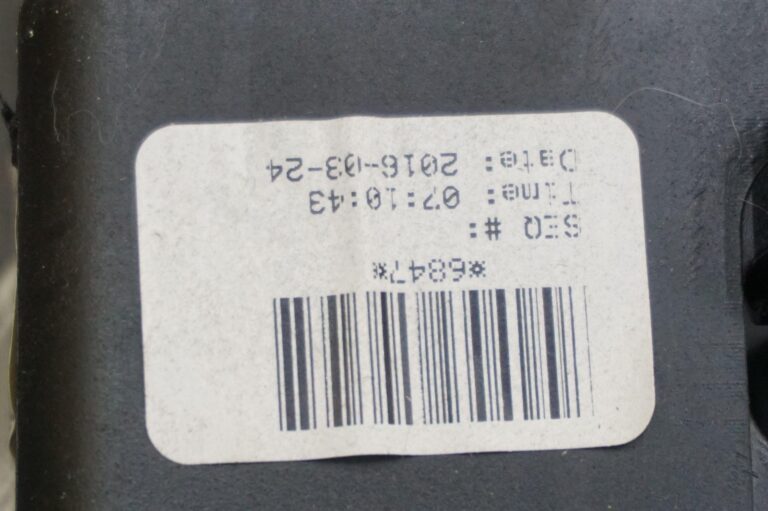 *6847*
SEQ #:
Time: 07:10:43
Date: 2016-03-24